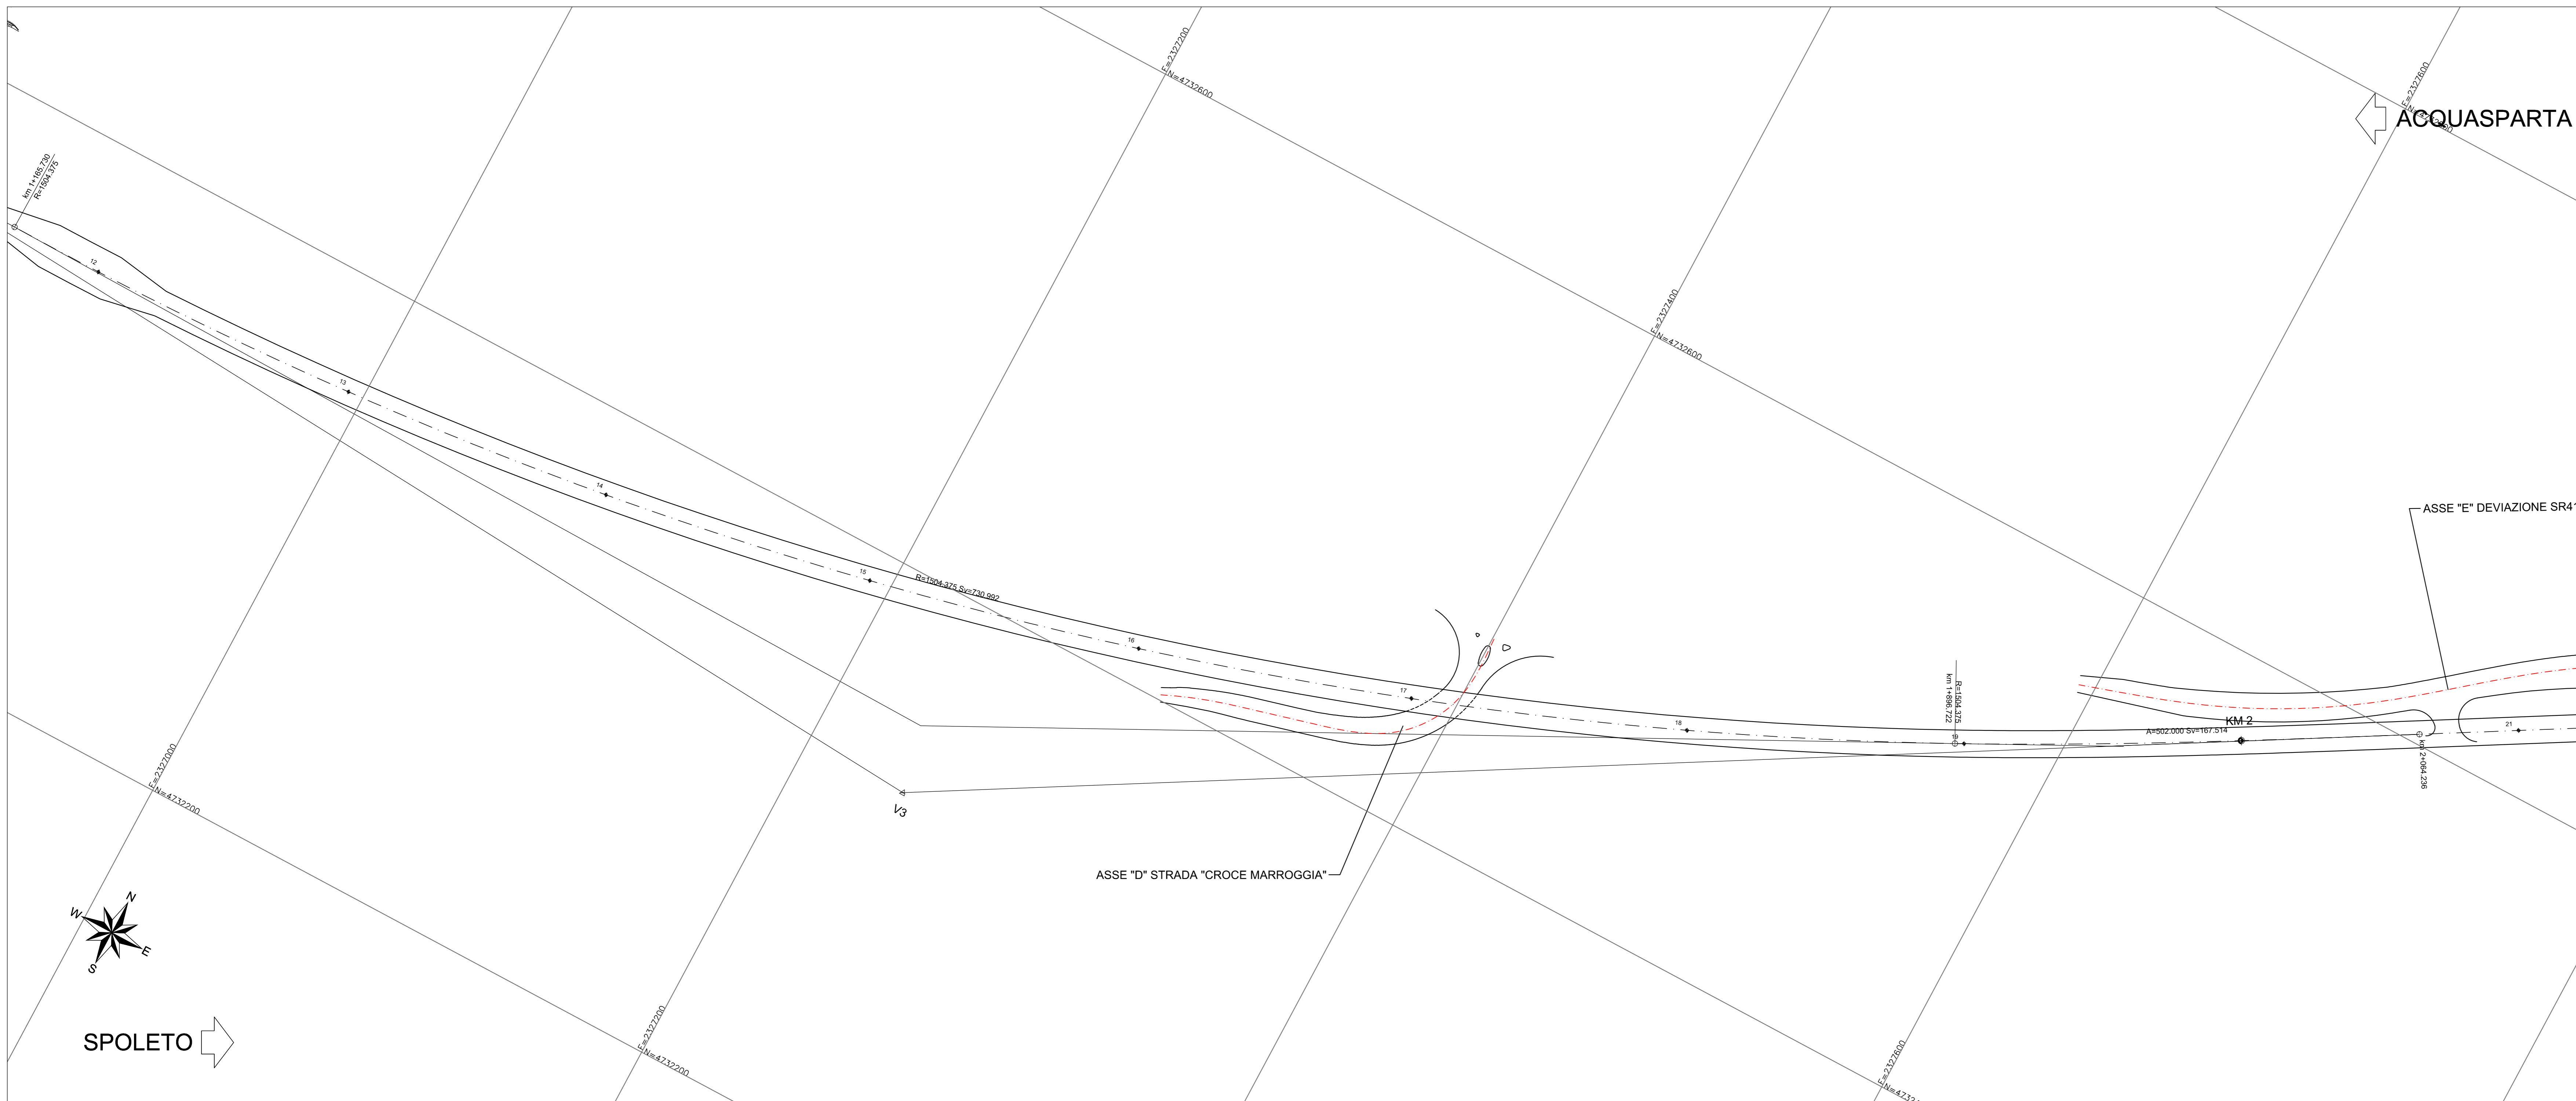 E=2327200
N=4732600
E=2327600
ACQUASPARTA
km 1+165.730
R=1504.375
12
E=2327400
N=4732600
13
14
ASSE "E" DEVIAZIONE SR41
15
R=1504.375 Sv=730.992
16
17
R=1504.375
km 1+896.722
18
19
KM 2
A=502.000 Sv=167.514
21
km 2+064.236
E=2327000
N=4732200
V3
ASSE "D" STRADA "CROCE MARROGGIA"
N
W
E
S
E=2327200
N=4732200
SPOLETO
E=2327600